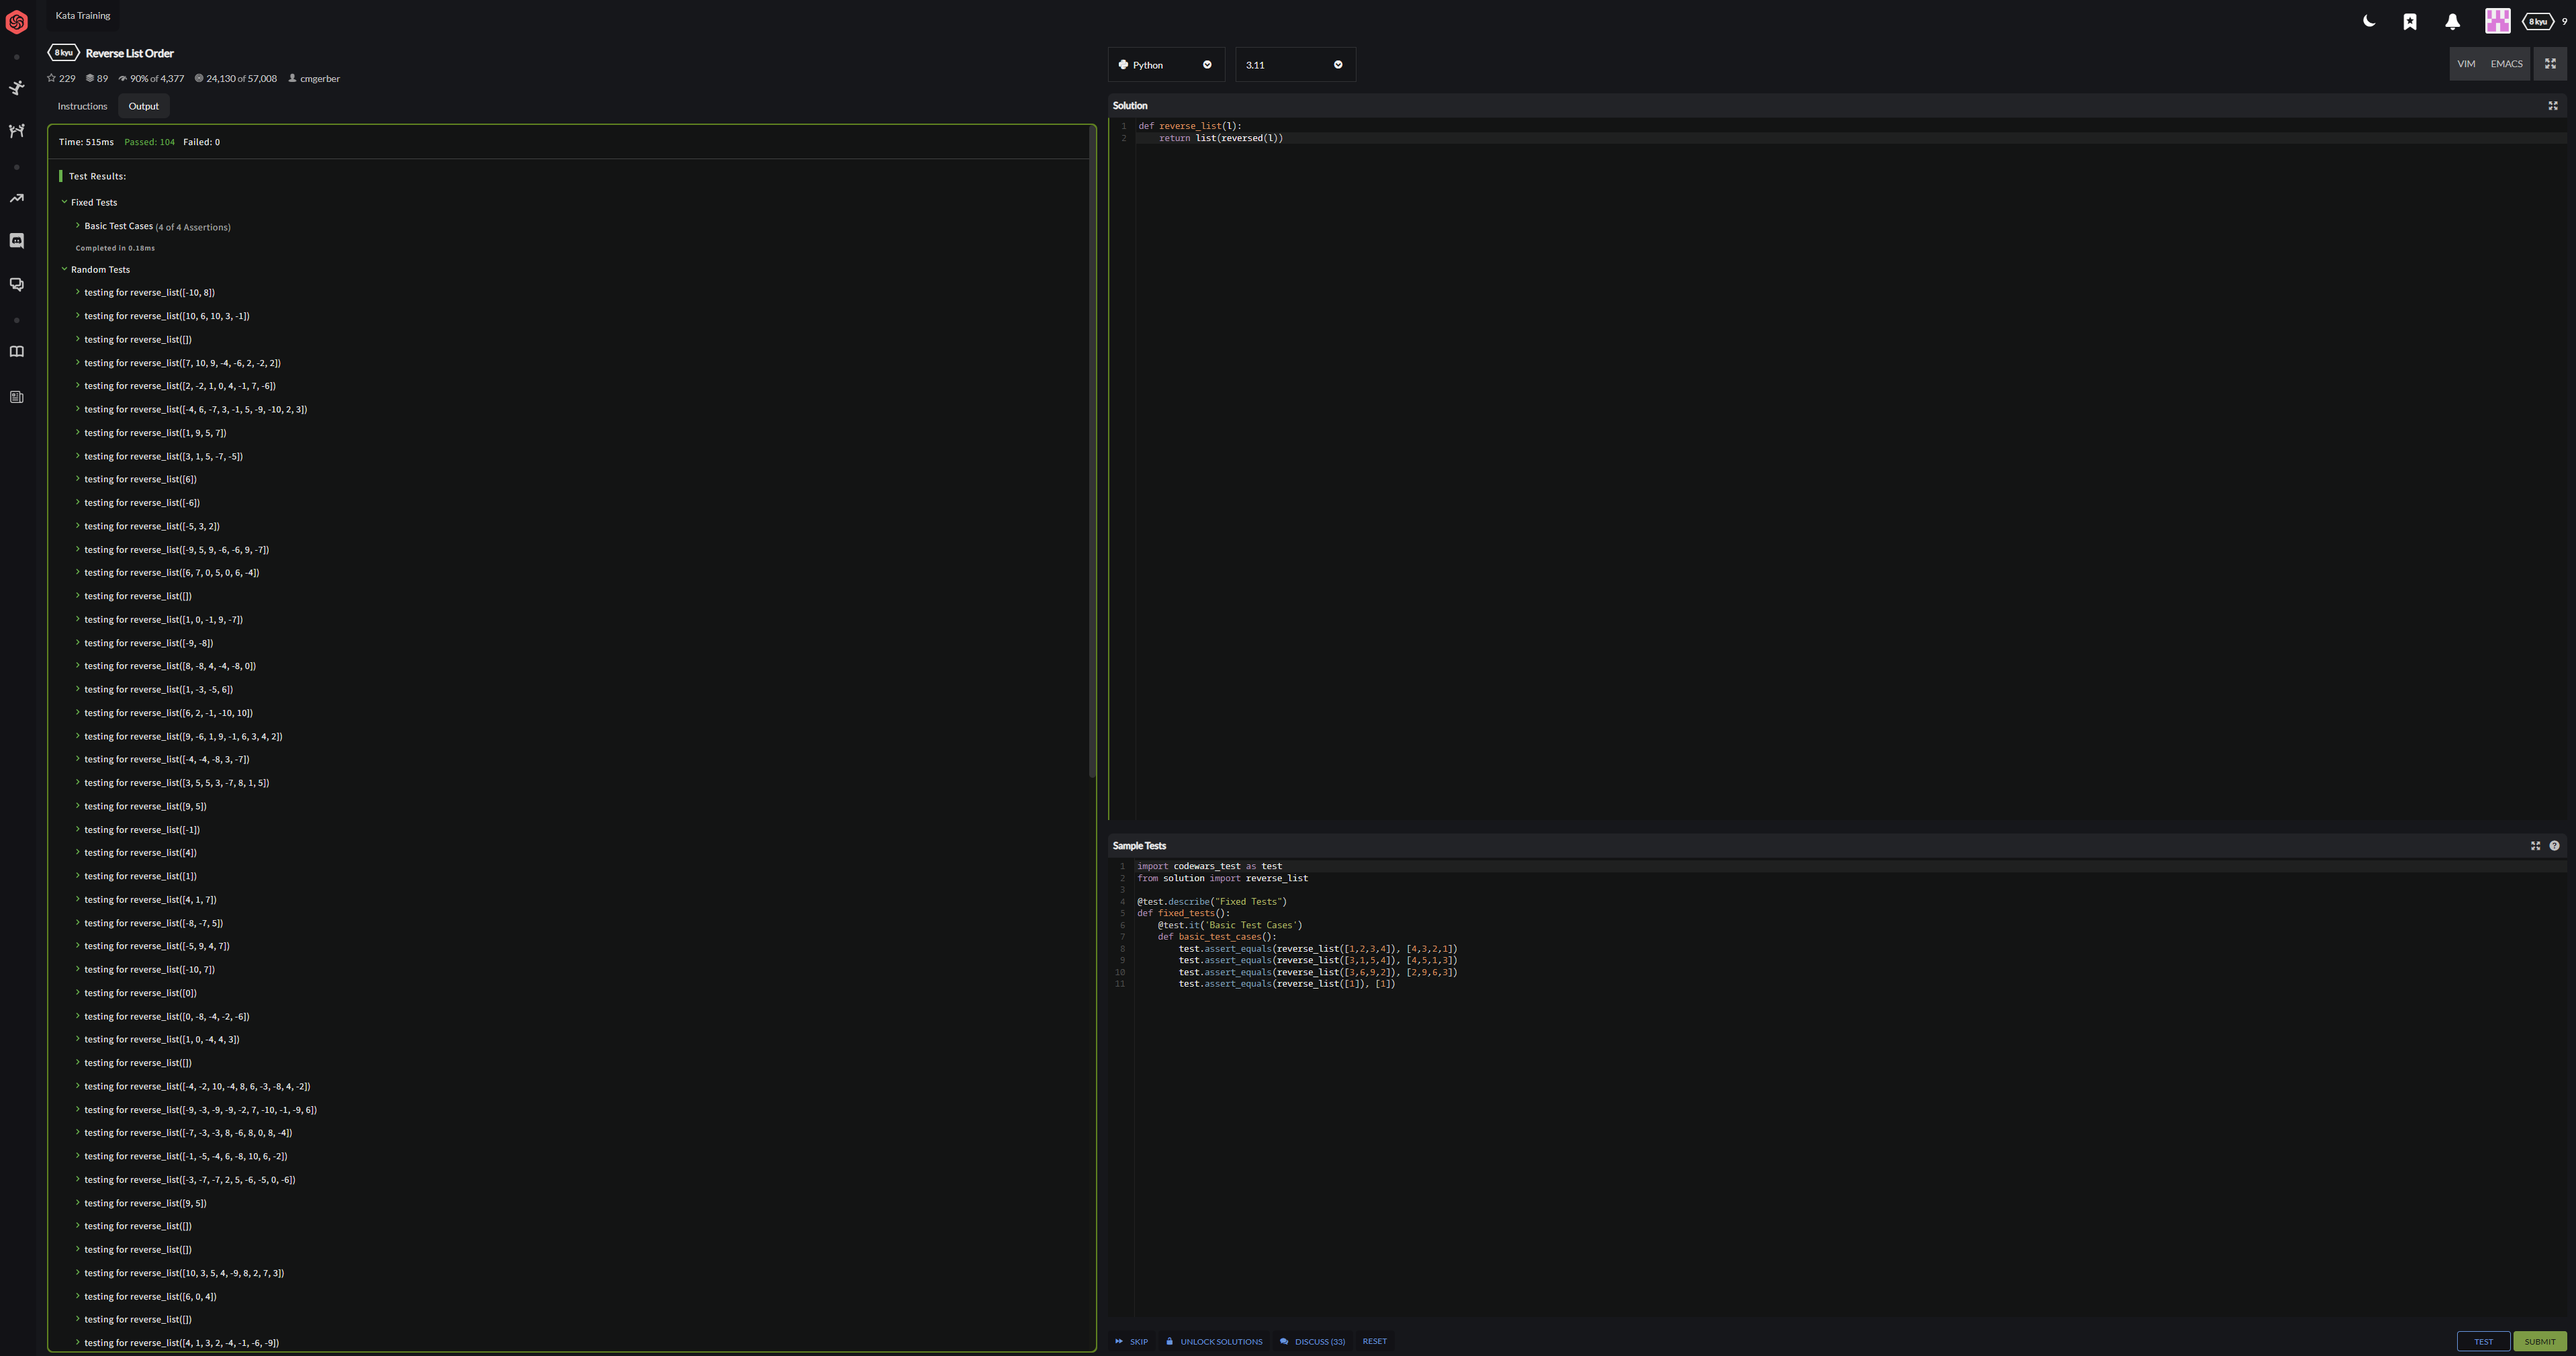 Kata Training
8 kyu 9
8 kyu Reverse List Order
229 89 90% of 4,377 24,130 of 57,008 cmgerber
Instructions Output
Time: 515ms Passed: 104 Failed: 0
Test Results:
Fixed Tests
Basic Test Cases (4 of 4 Assertions)
Completed in 0.18ms
Random Tests
testing for reverse_list([-10, 8])
testing for reverse_list([10, 6, 10, 3, -1])
testing for reverse_list([])
testing for reverse_list([7, 10, 9, -4, -6, 2, -2, 2])
testing for reverse_list([2, -2, 1, 0, 4, -1, 7, -6])
testing for reverse_list([-4, 6, -7, 3, -1, 5, -9, -10, 2, 3])
testing for reverse_list([1, 9, 5, 7])
testing for reverse_list([3, 1, 5, -7, -5])
testing for reverse_list([6])
testing for reverse_list([-6])
testing for reverse_list([-5, 3, 2])
testing for reverse_list([-9, 5, 9, -6, -6, 9, -7])
testing for reverse_list([6, 7, 0, 5, 0, 6, -4])
testing for reverse_list([])
testing for reverse_list([1, 0, -1, 9, -7])
testing for reverse_list([-9, -8])
testing for reverse_list([8, -8, 4, -4, -8, 0])
testing for reverse_list([1, -3, -5, 6])
testing for reverse_list([6, 2, -1, -10, 10])
testing for reverse_list([9, -6, 1, 9, -1, 6, 3, 4, 2])
testing for reverse_list([-4, -4, -8, 3, -7])
testing for reverse_list([3, 5, 5, 3, -7, 8, 1, 5])
testing for reverse_list([9, 5])
testing for reverse_list([-1])
testing for reverse_list([4])
testing for reverse_list([1])
testing for reverse_list([4, 1, 7])
testing for reverse_list([-8, -7, 5])
testing for reverse_list([-5, 9, 4, 7])
testing for reverse_list([-10, 7])
testing for reverse_list([0])
testing for reverse_list([0, -8, -4, -2, -6])
testing for reverse_list([1, 0, -4, 4, 3])
testing for reverse_list([])
testing for reverse_list([-4, -2, 10, -4, 8, 6, -3, -8, 4, -2])
testing for reverse_list([-9, -3, -9, -9, -2, 7, -10, -1, -9, 6])
testing for reverse_list([-7, -3, -3, 8, -6, 8, 0, 8, -4])
testing for reverse_list([-1, -5, -4, 6, -8, 10, 6, -2])
testing for reverse_list([-3, -7, -7, 2, 5, -6, -5, 0, -6])
testing for reverse_list([9, 5])
testing for reverse_list([])
testing for reverse_list([])
testing for reverse_list([10, 3, 5, 4, -9, 8, 2, 7, 3])
testing for reverse_list([6, 0, 4])
testing for reverse_list([])
testing for reverse_list([4, 1, 3, 2, -4, -1, -6, -9])
Python 3.11 VIM EMACS
Solution
1 def reverse_list(l):
2 return list(reversed(l))
Sample Tests
1 import codewars_test as test
2 from solution import reverse_list
3
4 @test.describe("Fixed Tests")
5 def fixed_tests():
6 @test.it('Basic Test Cases')
7 def basic_test_cases():
8 test.assert_equals(reverse_list([1,2,3,4]), [4,3,2,1])
9 test.assert_equals(reverse_list([3,1,5,4]), [4,5,1,3])
10 test.assert_equals(reverse_list([3,6,9,2]), [2,9,6,3])
11 test.assert_equals(reverse_list([1]), [1])
SKIP UNLOCK SOLUTIONS DISCUSS (33) RESET TEST SUBMIT